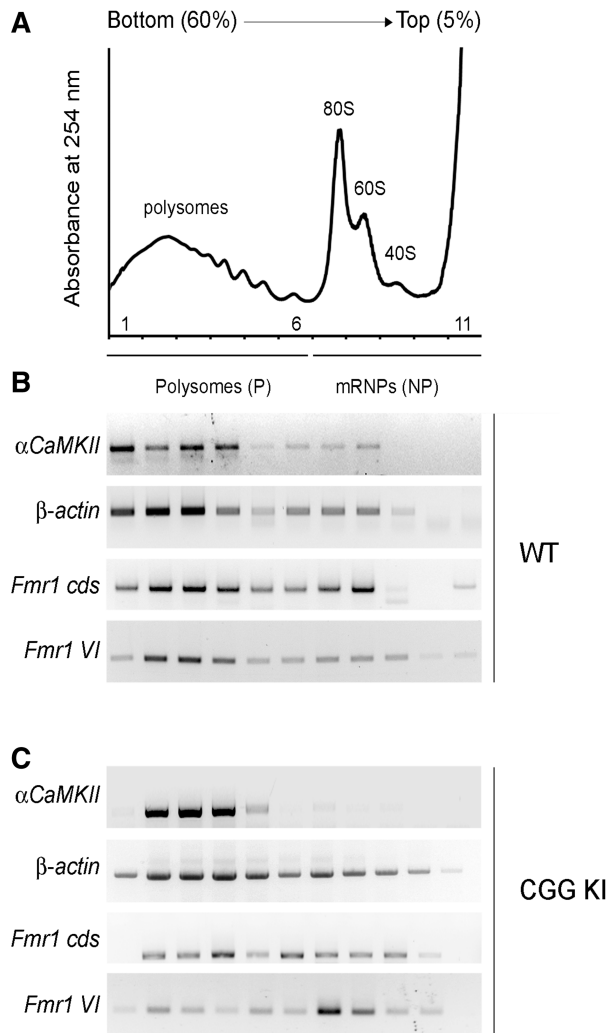 A
Bottom (60%) Top (5%)
Absorbance at 254 nm
polysomes
80S
60S
40S
1 6 11
B
Polysomes (P) mRNPs (NP)
αCaMKII
β-actin
Fmr1 cds
Fmr1 VI
WT
C
αCaMKII
β-actin
Fmr1 cds
Fmr1 VI
CGG KI